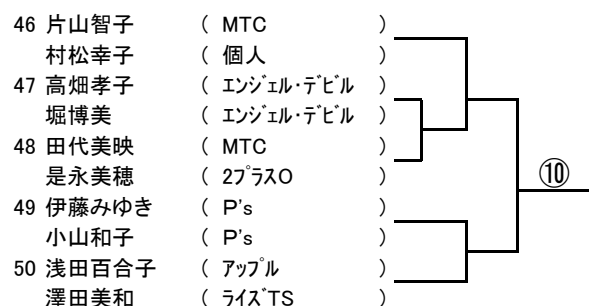 46 片山智子 ( MTC )
村松幸子 ( 個人 )
47 高畑孝子 ( ｴﾝｼﾞｪﾙ･ﾃﾞﾋﾞﾙ )
堀博美 ( ｴﾝｼﾞｪﾙ･ﾃﾞﾋﾞﾙ )
48 田代美映 ( MTC )
是永美穂 ( 2ﾌﾟﾗスO )
⑩
49 伊藤みゆき ( P's )
小山和子 ( P's )
50 浅田百合子 ( ｱｯﾌﾟﾙ )
澤田美和 ( ﾗｲｽﾞTS )